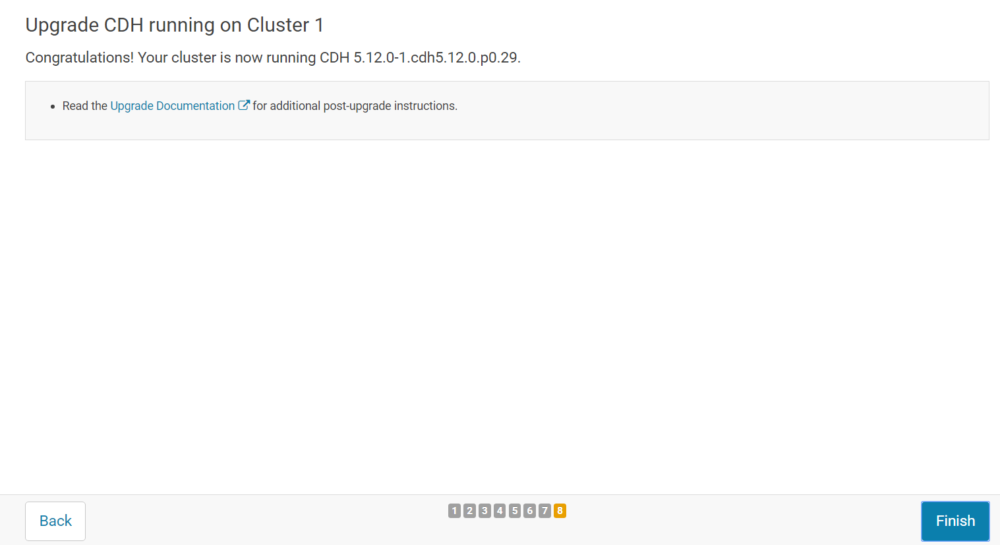 Upgrade CDH running on Cluster 1
Congratulations! Your cluster is now running CDH 5.12.0-1.cdh5.12.0.p0.29.
• Read the Upgrade Documentation for additional post-upgrade instructions.
Back
1 2 3 4 5 6 7 8
Finish